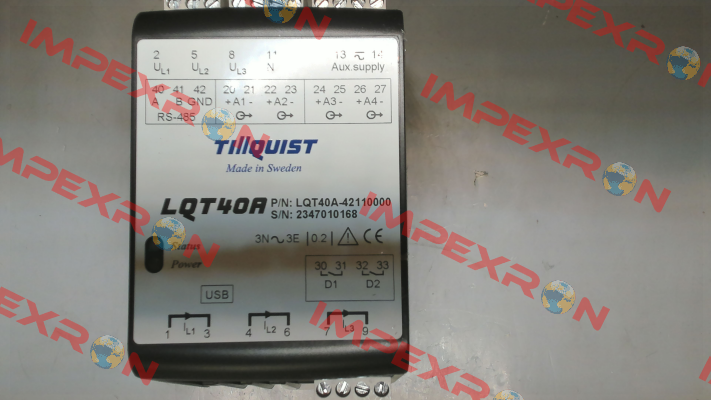 2 5 8 11 13 14
UL1 UL2 UL3 N Aux.supply
40 41 42 20 21 22 23 24 25 26 27
A B GND +A1- +A2- +A3- +A4-
RS-485
TILLQUIST
Made in Sweden
LQT40A P/N: LQT40A-42110000
S/N: 2347010168
3N~3E 0.2 CE
Status
Power
30 31 32 33
D1 D2
USB
IL1 IL2 IL3
1 3 4 6 7 9
IMPEXRON
IMPEXRON
IMPEXRON
IMPEXRON
IMPEXRON